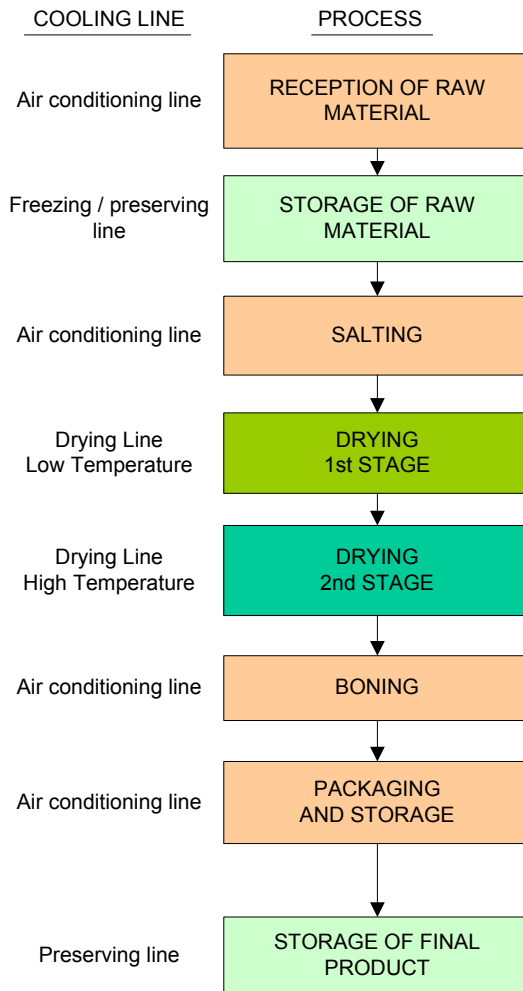 COOLING LINE PROCESS
Air conditioning line
RECEPTION OF RAW
MATERIAL
Freezing / preserving
line
STORAGE OF RAW
MATERIAL
Air conditioning line
SALTING
Drying Line
Low Temperature
DRYING
1st STAGE
Drying Line
High Temperature
DRYING
2nd STAGE
Air conditioning line
BONING
Air conditioning line
PACKAGING
AND STORAGE
Preserving line
STORAGE OF FINAL
PRODUCT